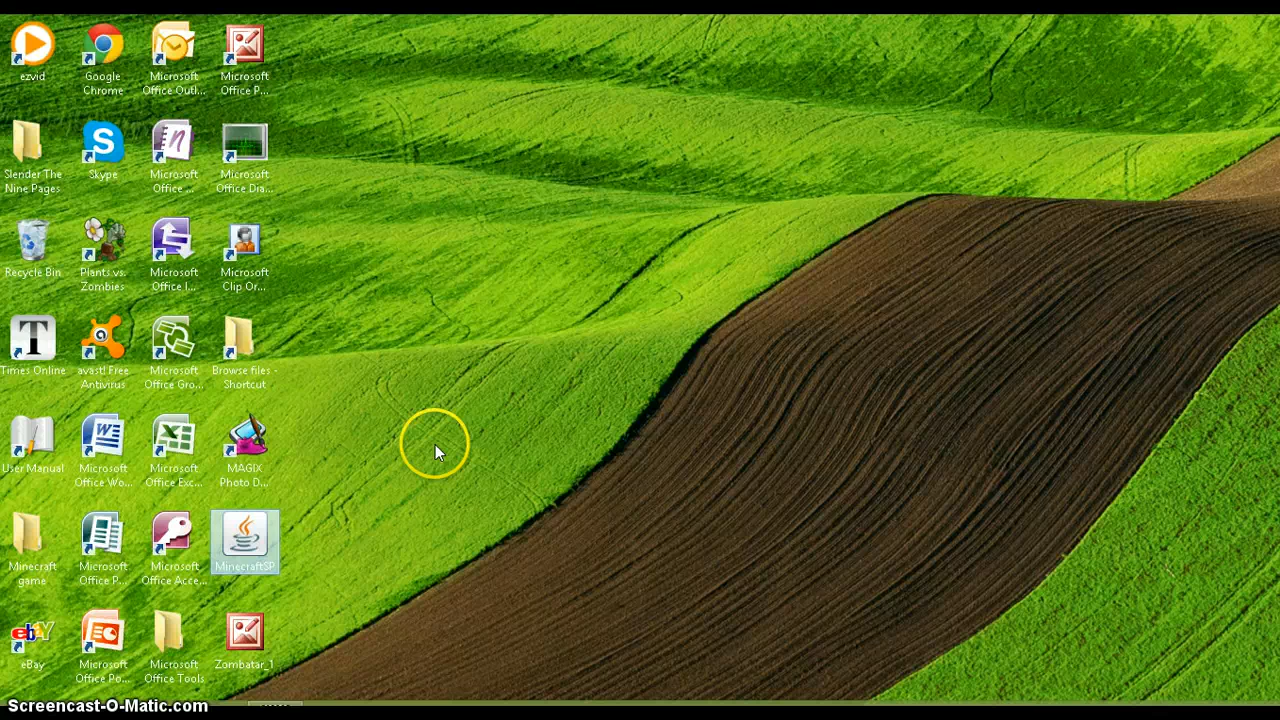 ezvid
Google
Chrome
Microsoft
Office Outl...
Microsoft
Office P...
Slender The
Nine Pages
Skype
Microsoft
Office ...
Microsoft
Office Dia...
Recycle Bin
Plants vs.
Zombies
Microsoft
Office I...
Microsoft
Clip Or...
T
Times Online
avast! Free
Antivirus
Microsoft
Office Gro...
Browse files -
Shortcut
User Manual
Microsoft
Office Wo...
Microsoft
Office Exc...
MAGIX
Photo D...
Minecraft
game
Microsoft
Office P...
Microsoft
Office Acce...
MinecraftSP
ebY
eBay
Microsoft
Office Po...
Microsoft
Office Tools
Zombatar_1
Screencast-O-Matic.com